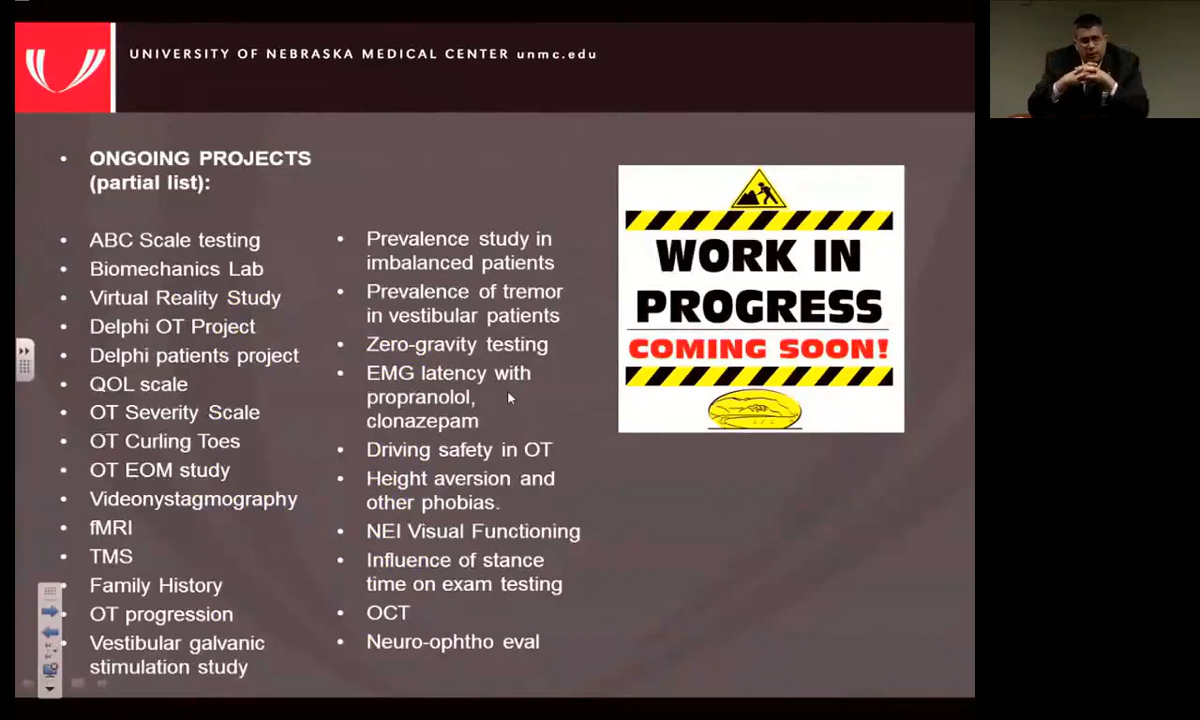 UNIVERSITY OF NEBRASKA MEDICAL CENTER unmc.edu
• ONGOING PROJECTS
(partial list):
• ABC Scale testing
• Biomechanics Lab
• Virtual Reality Study
• Delphi OT Project
• Delphi patients project
• QOL scale
• OT Severity Scale
• OT Curling Toes
• OT EOM study
• Videonystagmography
• fMRI
• TMS
• Family History
• OT progression
• Vestibular galvanic
stimulation study
• Prevalence study in
imbalanced patients
• Prevalence of tremor
in vestibular patients
• Zero-gravity testing
• EMG latency with
propranolol,
clonazepam
• Driving safety in OT
• Height aversion and
other phobias.
• NEI Visual Functioning
• Influence of stance
time on exam testing
• OCT
• Neuro-ophtho eval
WORK IN
PROGRESS
COMING SOON!